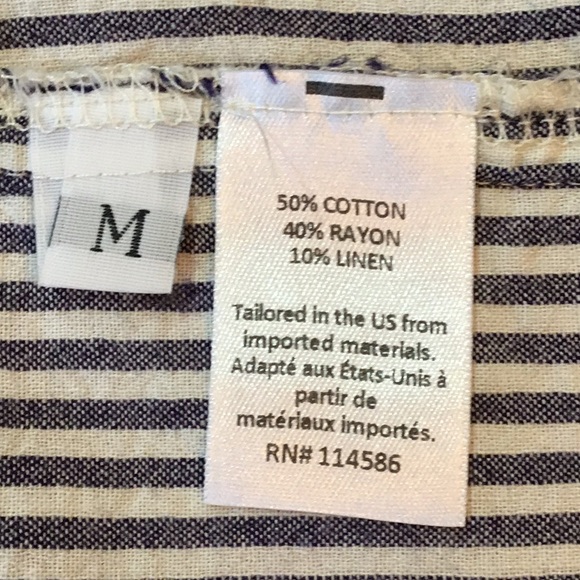 M
50% COTTON
40% RAYON
10% LINEN
Tailored in the US from
imported materials.
Adapté aux États-Unis à
partir de
matériaux importés.
RN# 114586